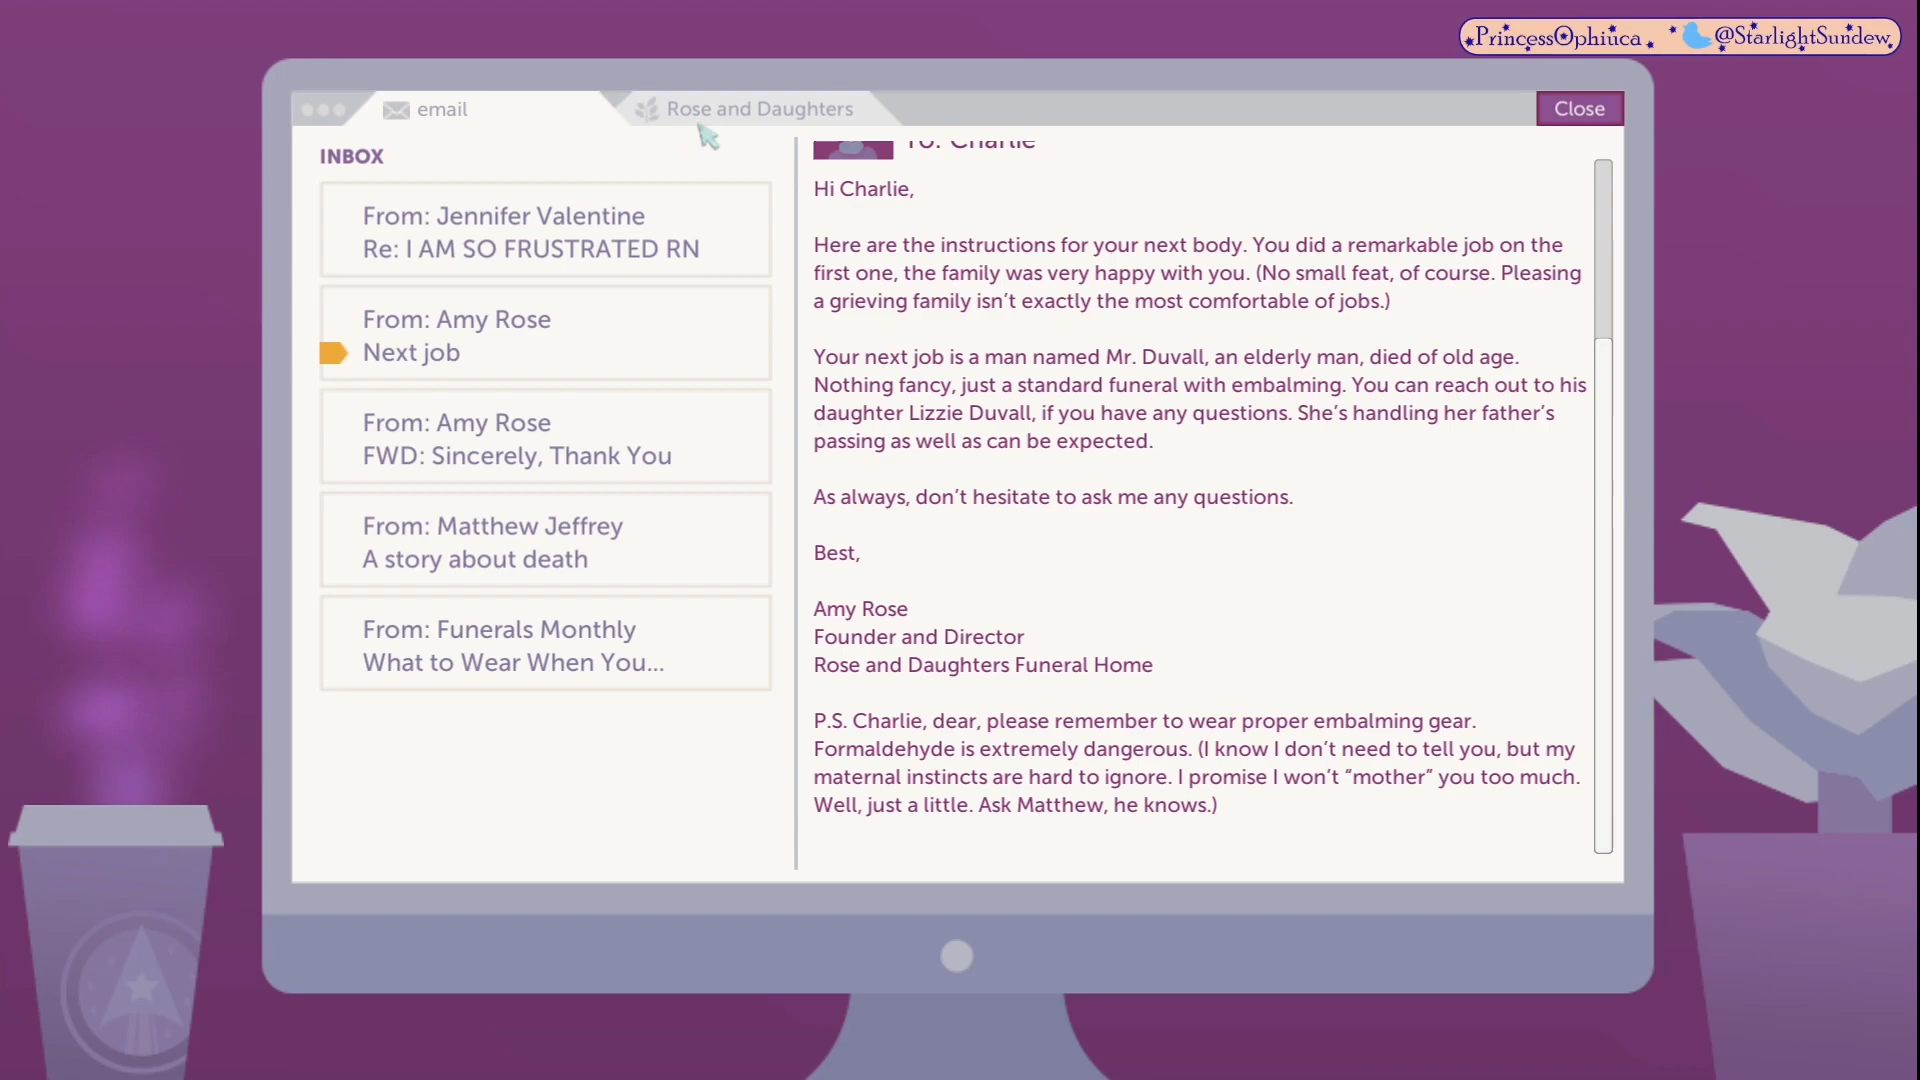 PrincessOphiuca @StarlightSundew
email
Rose and Daughters
Close
INBOX
From: Jennifer Valentine
Re: I AM SO FRUSTRATED RN
From: Amy Rose
Next job
From: Amy Rose
FWD: Sincerely, Thank You
From: Matthew Jeffrey
A story about death
From: Funerals Monthly
What to Wear When You...
To: Charlie
Hi Charlie,
Here are the instructions for your next body. You did a remarkable job on the
first one, the family was very happy with you. (No small feat, of course. Pleasing
a grieving family isn't exactly the most comfortable of jobs.)
Your next job is a man named Mr. Duvall, an elderly man, died of old age.
Nothing fancy, just a standard funeral with embalming. You can reach out to his
daughter Lizzie Duvall, if you have any questions. She's handling her father's
passing as well as can be expected.
As always, don't hesitate to ask me any questions.
Best,
Amy Rose
Founder and Director
Rose and Daughters Funeral Home
P.S. Charlie, dear, please remember to wear proper embalming gear.
Formaldehyde is extremely dangerous. (I know I don't need to tell you, but my
maternal instincts are hard to ignore. I promise I won't “mother” you too much.
Well, just a little. Ask Matthew, he knows.)